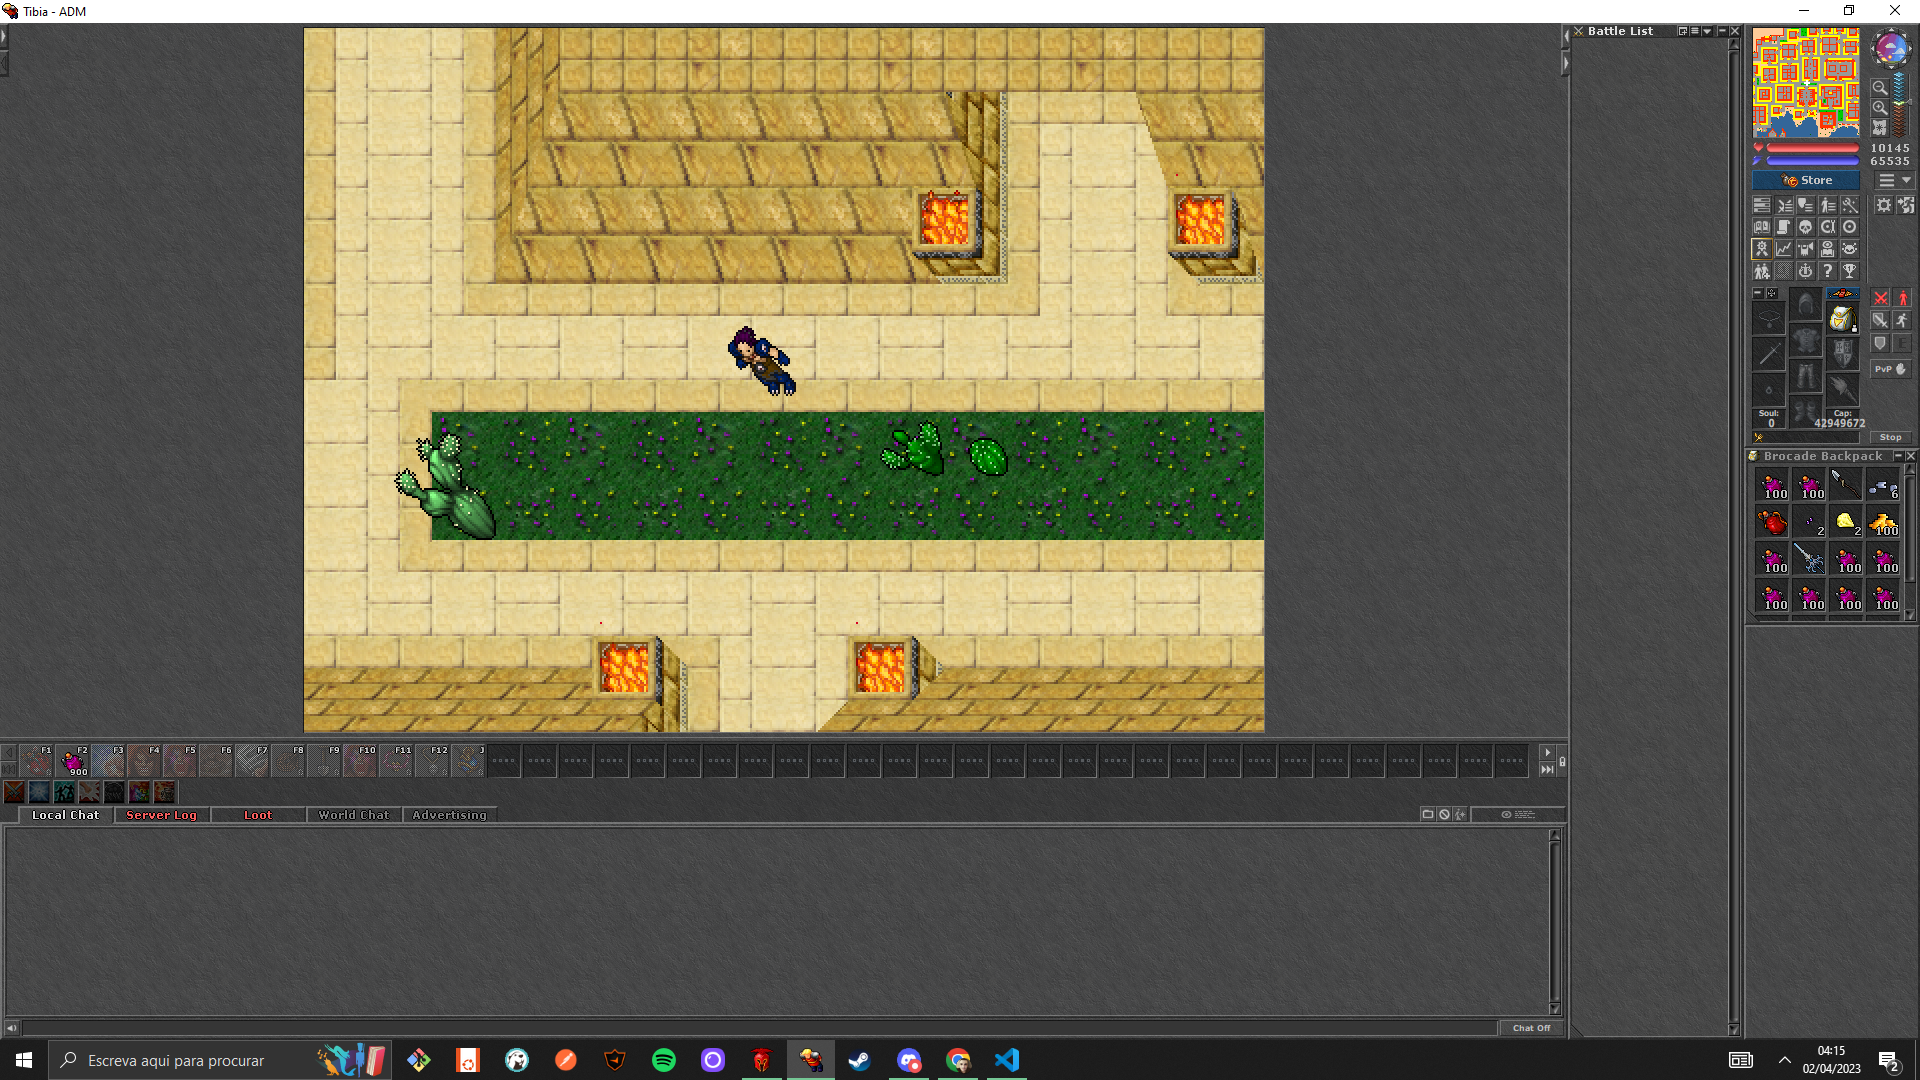 Tibia - ADM
Battle List
10145
65535
Store
PvP
Soul:
0
Cap:
42949672
Stop
Brocade Backpack
100
100
6
2
2
100
100
100
100
100
100
100
100
F1
F2
F3
F4
F5
F6
F7
F8
F9
F10
F11
F12
J
900
Local Chat
Server Log
Loot
World Chat
Advertising
Chat Off
Escreva aqui para procurar
04:15
02/04/2023
2